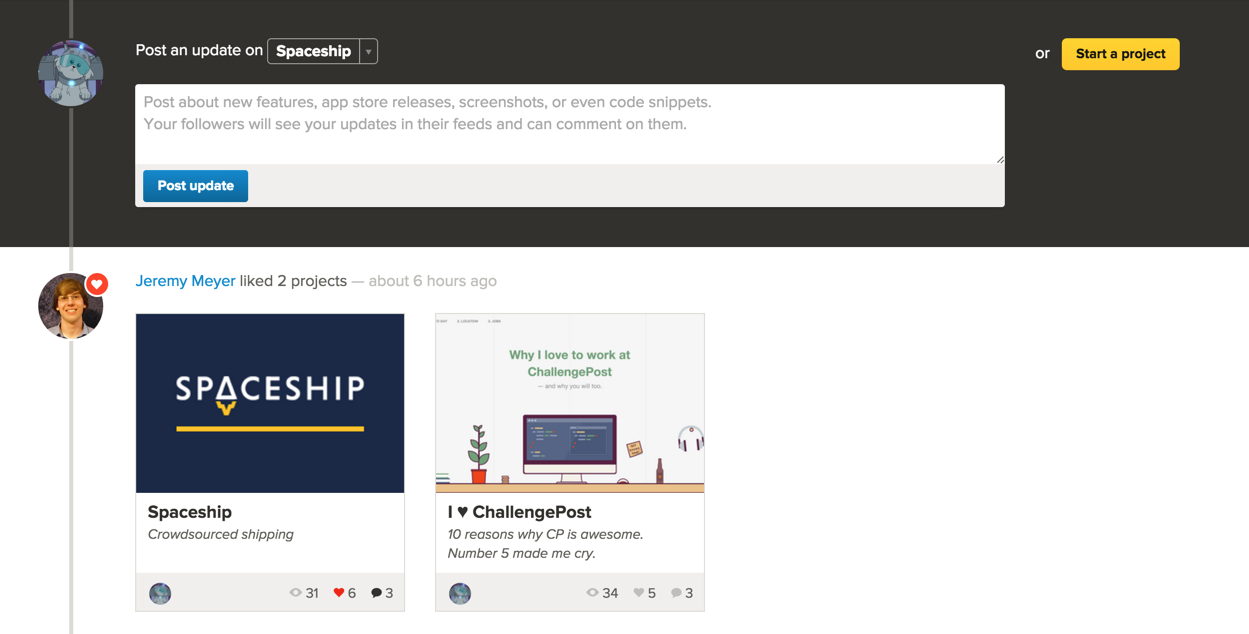 Post an update on Spaceship
or Start a project
Post about new features, app store releases, screenshots, or even code snippets.
Your followers will see your updates in their feeds and can comment on them.
Post update
Jeremy Meyer liked 2 projects — about 6 hours ago
SPACESHIP
Why I love to work at
ChallengePost
— and why you will too.
Spaceship
Crowdsourced shipping
31 6 3
I ♥ ChallengePost
10 reasons why CP is awesome.
Number 5 made me cry.
34 5 3